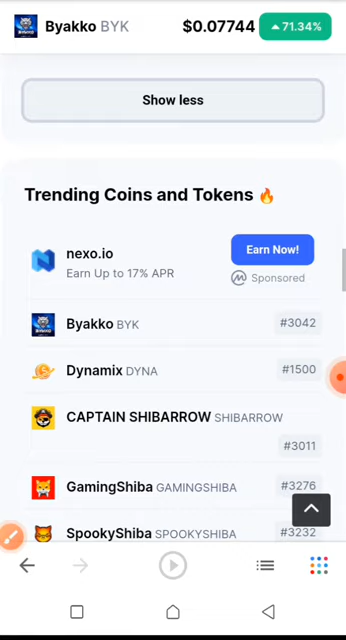 Byakko BYK $0.07744 71.34%
Show less
Trending Coins and Tokens 🔥
nexo.io Earn Now!
Earn Up to 17% APR Sponsored
Byakko BYK #3042
Dynamix DYNA #1500
CAPTAIN SHIBARROW SHIBARROW
#3011
GamingShiba GAMINGSHIBA #3276
SpookyShiba SPOOKYSHIBA #3232